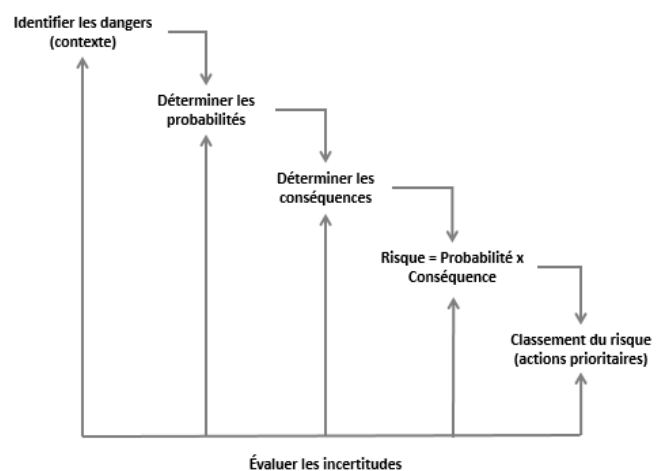 Identifier les dangers
(contexte)
Déterminer les
probabilités
Déterminer les
conséquences
Risque = Probabilité x
Conséquence
Classement du risque
(actions prioritaires)
Évaluer les incertitudes